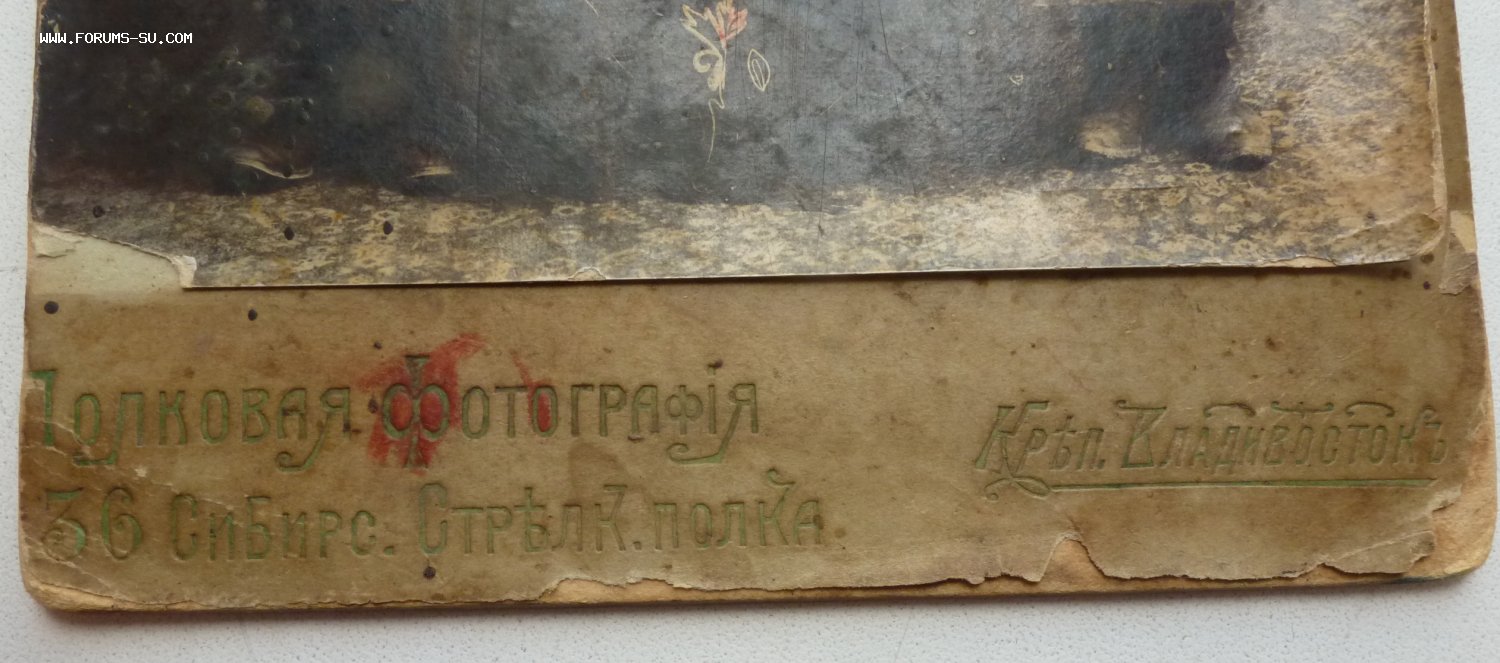 WWW.FORUMS-SU.COM
Полковая Фотографія
36 Сибирс. Стрѣлк. полка
Крѣп. Владивостокъ